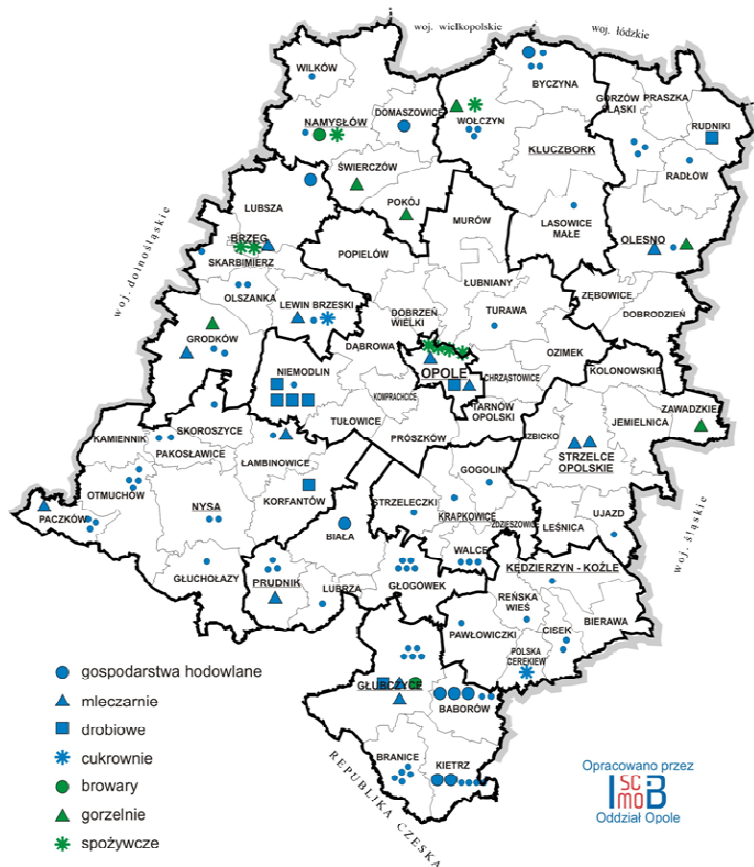 woj. wielkopolskie
woj. łódzkie
WILKÓW
BYCZYNA
DOMASZOWICE
GORZÓW
ŚLĄSKI
PRASZKA
RUDNIKI
NAMYSŁÓW
WOŁCZYN
KLUCZBORK
ŚWIERCZÓW
RADŁÓW
POKÓJ
LUBSZA
MURÓW
LASOWICE
MAŁE
OLESNO
BRZEG
SKARBIMIERZ
POPIELÓW
woj. dolnośląskie
OLSZANKA
LEWIN BRZESKI
ŁUBNIANY
ZĘBOWICE
DOBRODZIEŃ
DOBRZEŃ
WIELKI
TURAWA
GRODKÓW
DĄBROWA
OZIMEK
NIEMODLIN
OPOLE
CHRZĄSTOWICE
KOLONOWSKIE
KOMPRACHCICE
TARNÓW
OPOLSKI
JEMIELNICA
ZAWADZKIE
TUŁOWICE
PRÓSZKÓW
IZBICKO
STRZELCE
OPOLSKIE
KAMIENNIK
SKOROSZYCE
PAKOSŁAWICE
ŁAMBINOWICE
GOGOLIN
OTMUCHÓW
NYSA
KORFANTÓW
STRZELECZKI
KRAPKOWICE
ZDZIESZOWICE
LEŚNICA
UJAZD
PACZKÓW
BIAŁA
woj. śląskie
GŁUCHOŁAZY
PRUDNIK
LUBRZA
GŁOGÓWEK
WALCE
KĘDZIERZYN - KOŹLE
REŃSKA
WIEŚ
BIERAWA
PAWŁOWICZKI
CISEK
POLSKA
CEREKIEW
GŁUBCZYCE
BABORÓW
BRANICE
KIETRZ
REPUBLIKA CZESKA
gospodarstwa hodowlane
mleczarnie
drobiowe
cukrownie
browary
gorzelnie
spożywcze
Opracowano przez
ISCMOB
Oddział Opole